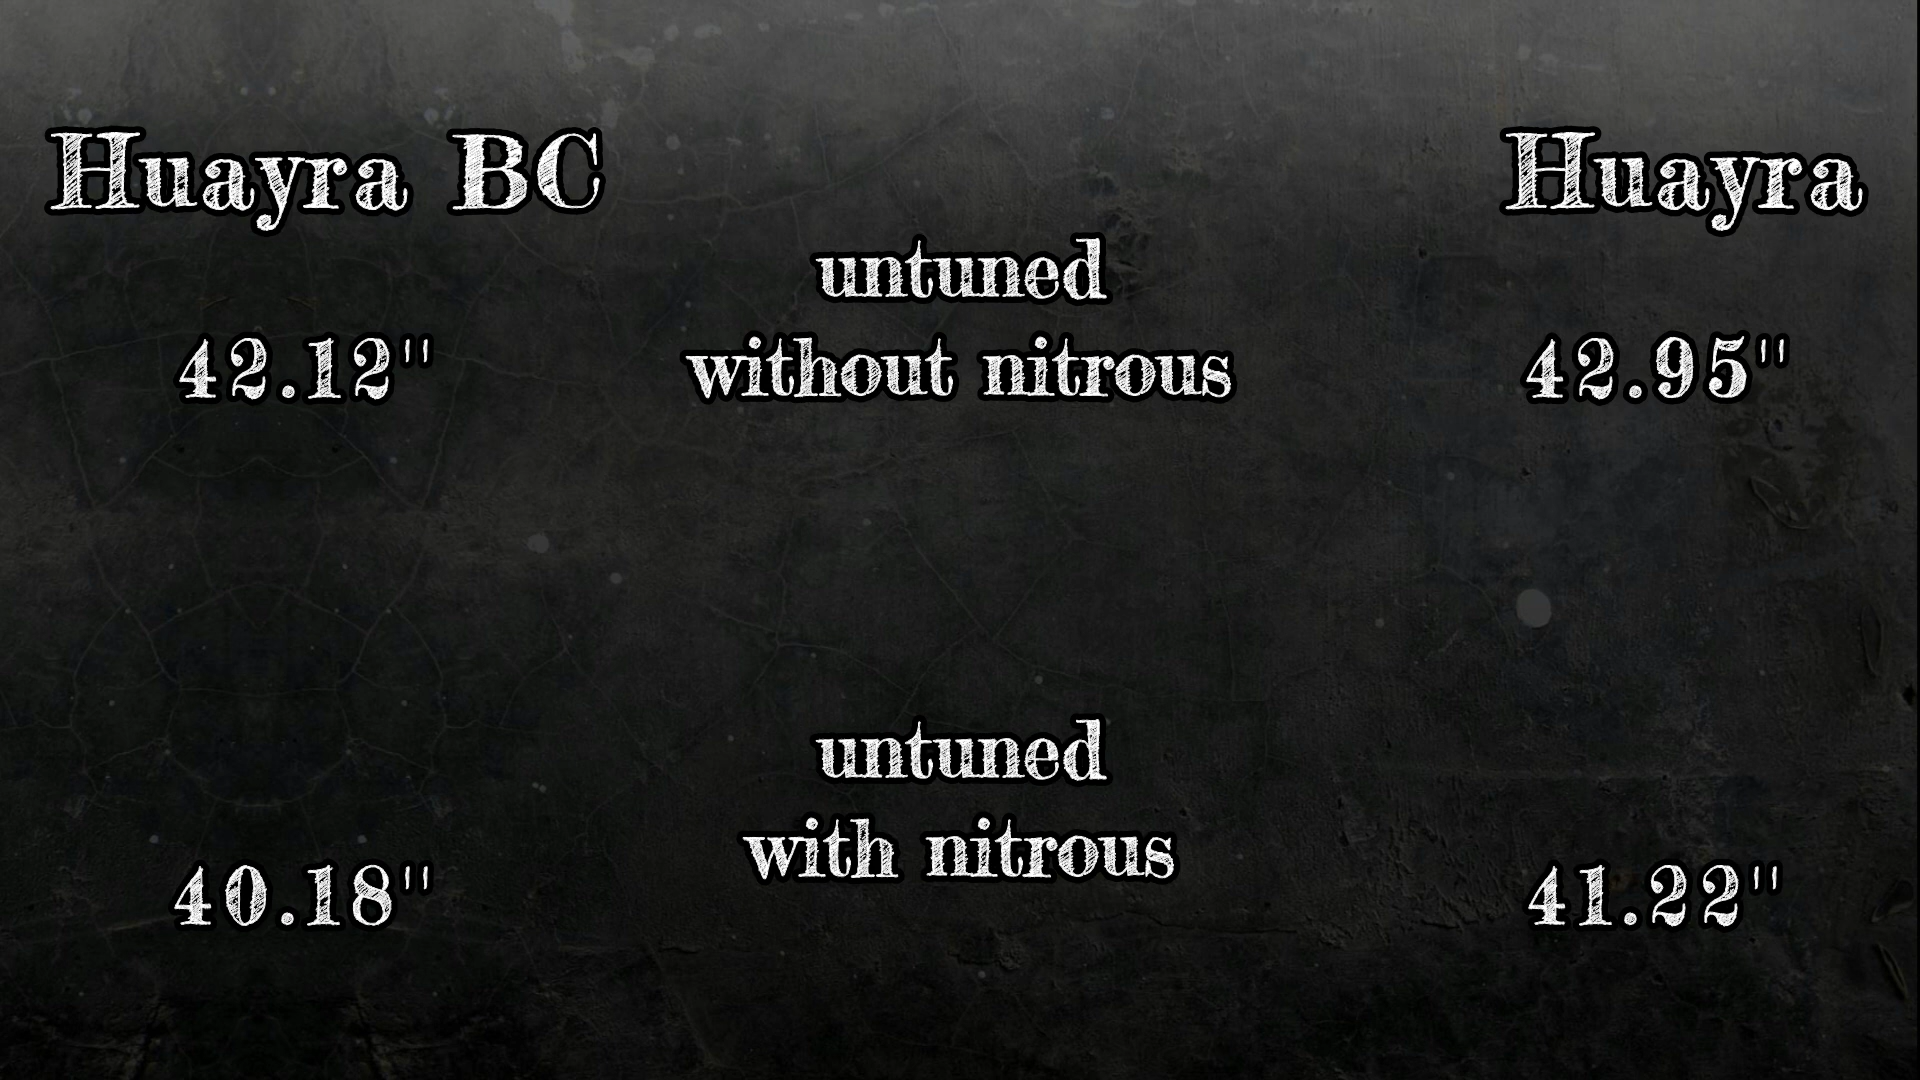 Huayra BC
Huayra
untuned
without nitrous
42.12"
42.95"
untuned
with nitrous
40.18"
41.22"